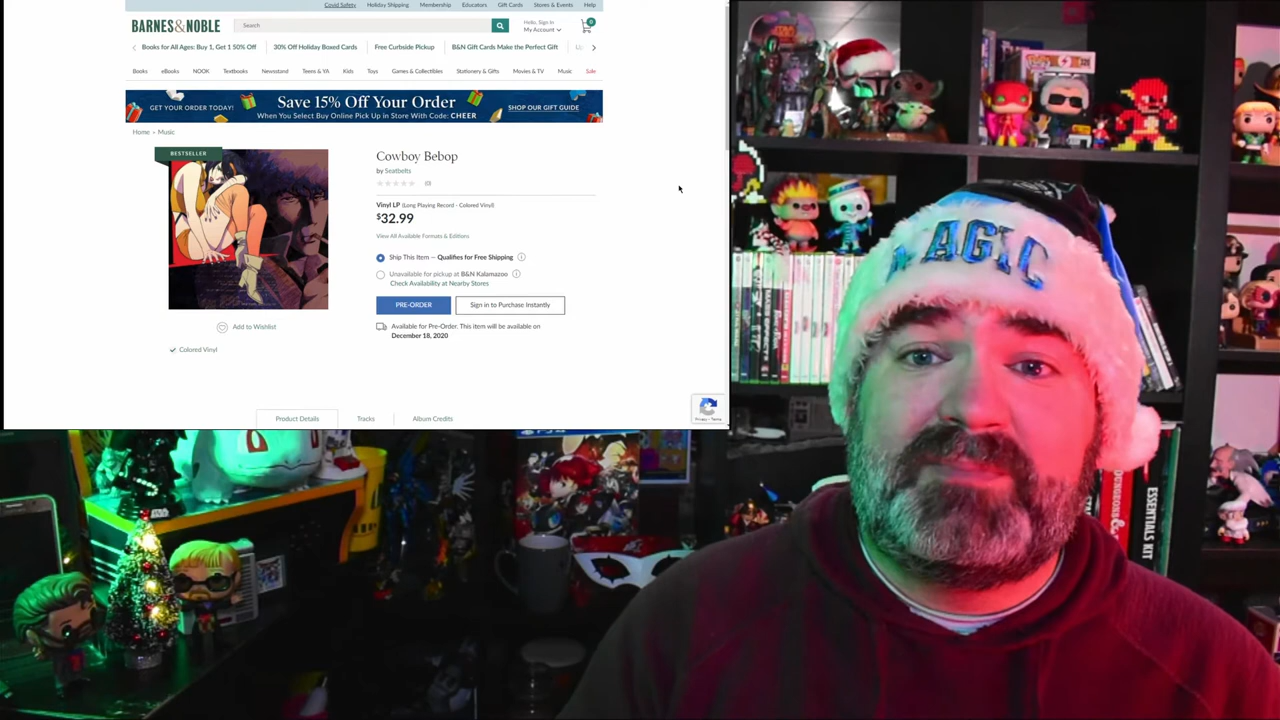 Covid Safety Holiday Shipping Membership Educators Gift Cards Stores & Events Help
BARNES & NOBLE
Search
Hello, Sign in
My Account
0
Books for All Ages: Buy 1, Get 1 50% Off 30% Off Holiday Boxed Cards Free Curbside Pickup B&N Gift Cards Make the Perfect Gift
Books eBooks NOOK Textbooks Newsstand Teens & YA Kids Toys Games & Collectibles Stationery & Gifts Movies & TV Music Sale
GET YOUR ORDER TODAY!
Save 15% Off Your Order
When You Select Buy Online Pick Up in Store With Code: CHEER
SHOP OUR GIFT GUIDE
Home > Music
BESTSELLER
Cowboy Bebop
by Seatbelts
(0)
Vinyl LP (Long Playing Record - Colored Vinyl)
$32.99
View All Available Formats & Editions
Ship This Item — Qualifies for Free Shipping
Unavailable for pickup at B&N Kalamazoo
Check Availability at Nearby Stores
PRE-ORDER
Sign in to Purchase Instantly
Available for Pre-Order. This item will be available on
December 18, 2020
Add to Wishlist
Colored Vinyl
Privacy - Terms
Product Details Tracks Album Credits
AGIC
ESSENTIALS KIT
DUNGEONS &